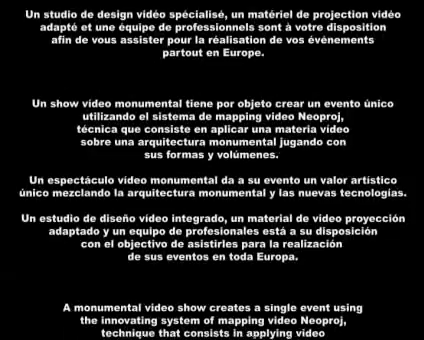 Un studio de design vidéo spécialisé, un matériel de projection vidéo
adapté et une équipe de professionnels sont à votre disposition
afin de vous assister pour la réalisation de vos évènements
partout en Europe.
Un show vídeo monumental tiene por objeto crear un evento único
utilizando el sistema de mapping video Neoproj,
técnica que consiste en aplicar una materia vídeo
sobre una arquitectura monumental jugando con
sus formas y volúmenes.
Un espectáculo vídeo monumental da a su evento un valor artístico
único mezclando la arquitectura monumental y las nuevas tecnologías.
Un estudio de diseño vídeo integrado, un material de vídeo proyección
adaptado y un equipo de profesionales está a su disposición
con el objectivo de asistirles para la realización
de sus eventos en toda Europa.
A monumental video show creates a single event using
the innovating system of mapping video Neoproj,
technique that consists in applying video